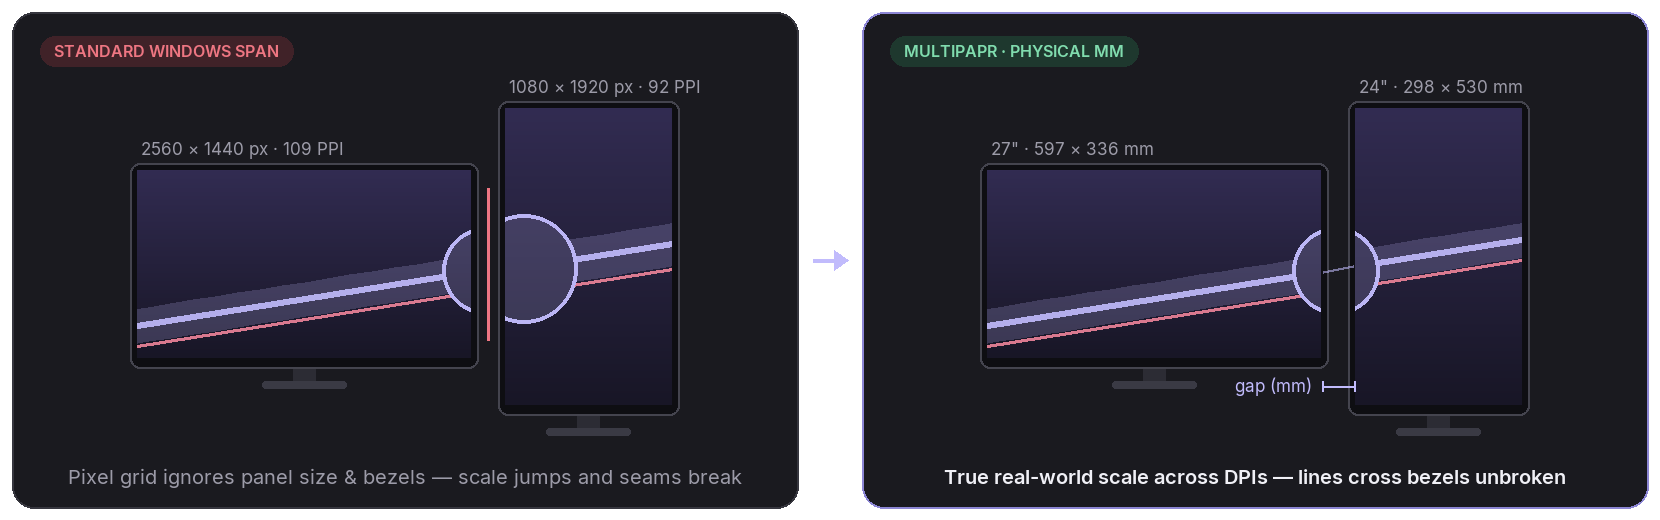 STANDARD WINDOWS SPAN
1080 × 1920 px · 92 PPI
2560 × 1440 px · 109 PPI
Pixel grid ignores panel size & bezels — scale jumps and seams break
MULTIPAPR · PHYSICAL MM
24" · 298 × 530 mm
27" · 597 × 336 mm
gap (mm)
True real-world scale across DPIs — lines cross bezels unbroken